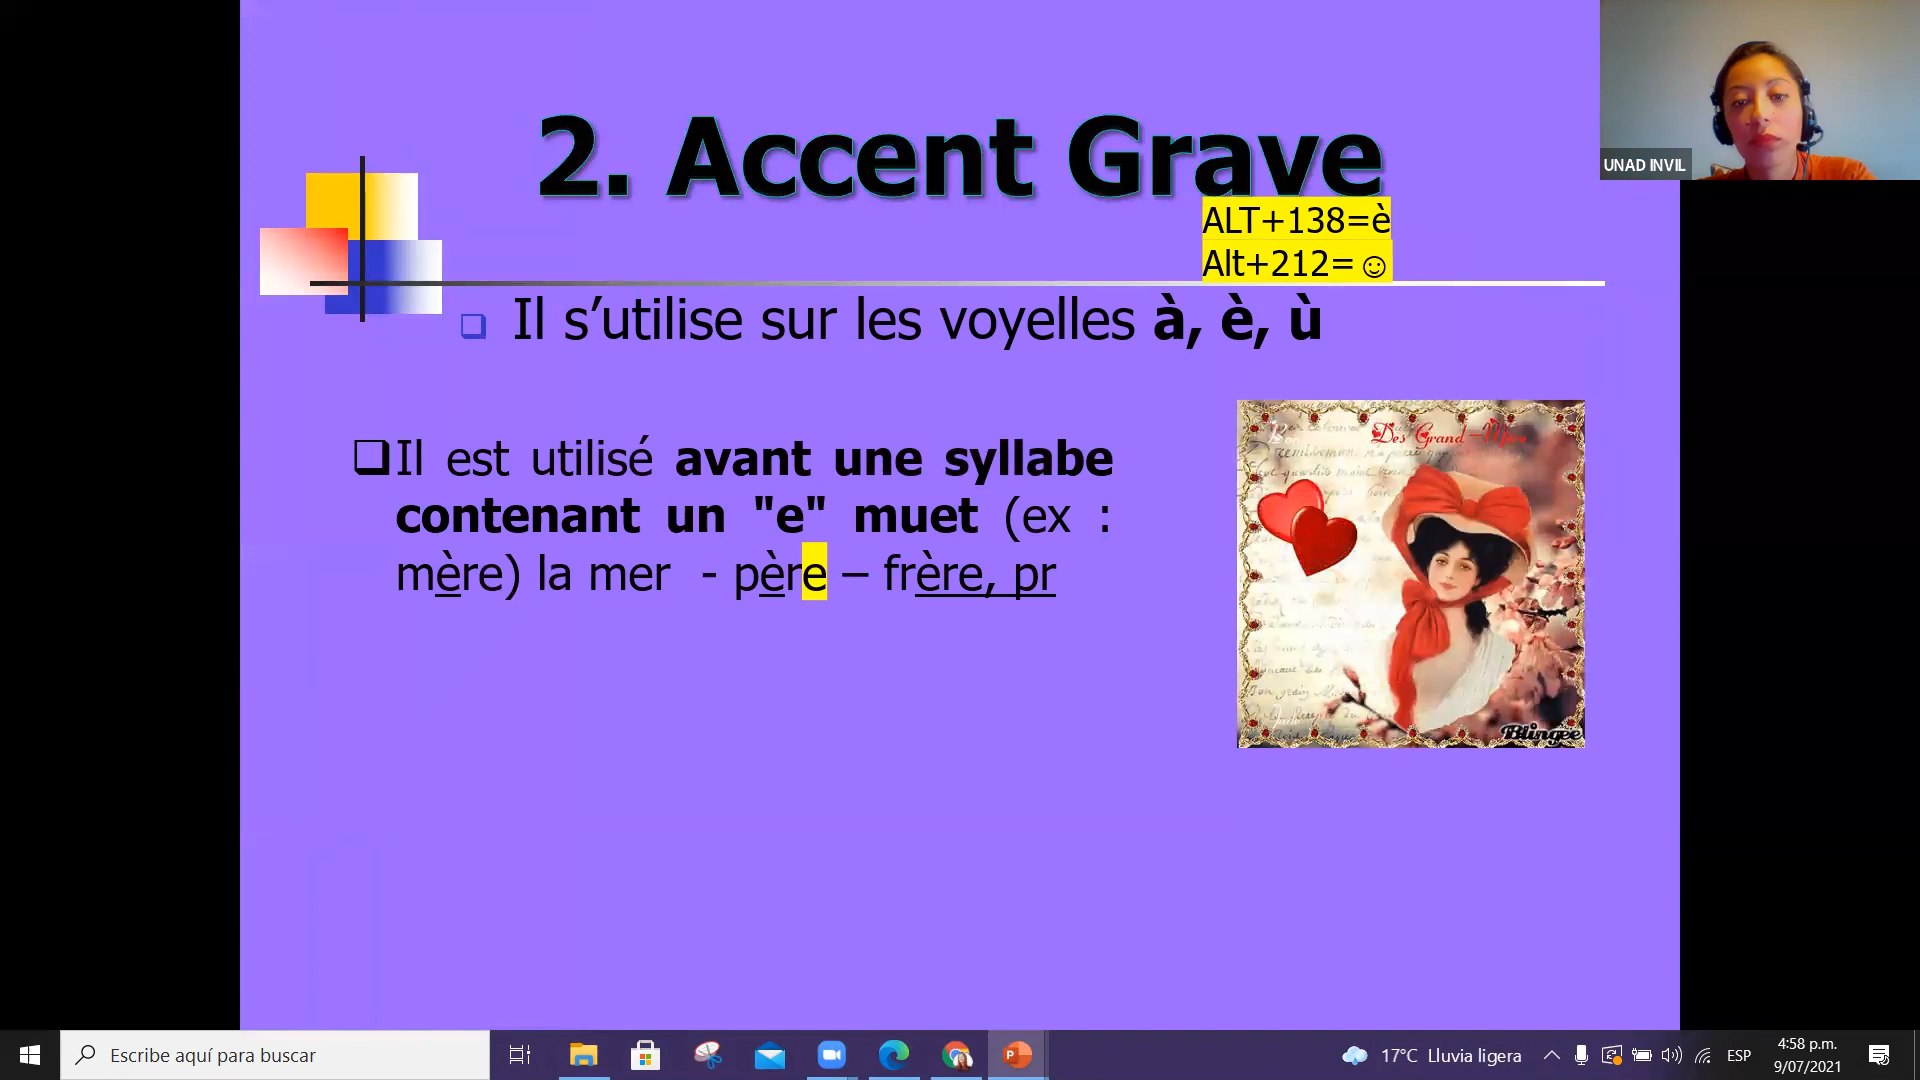 2. Accent Grave
UNAD INVIL
ALT+138=è
Alt+212=☺
❑ Il s’utilise sur les voyelles à, è, ù
❑Il est utilisé avant une syllabe
contenant un "e" muet (ex :
mère) la mer - père – frère, pr
Des Grand-Mère
Blingee
Escribe aquí para buscar
17°C Lluvia ligera
ESP
4:58 p.m.
9/07/2021